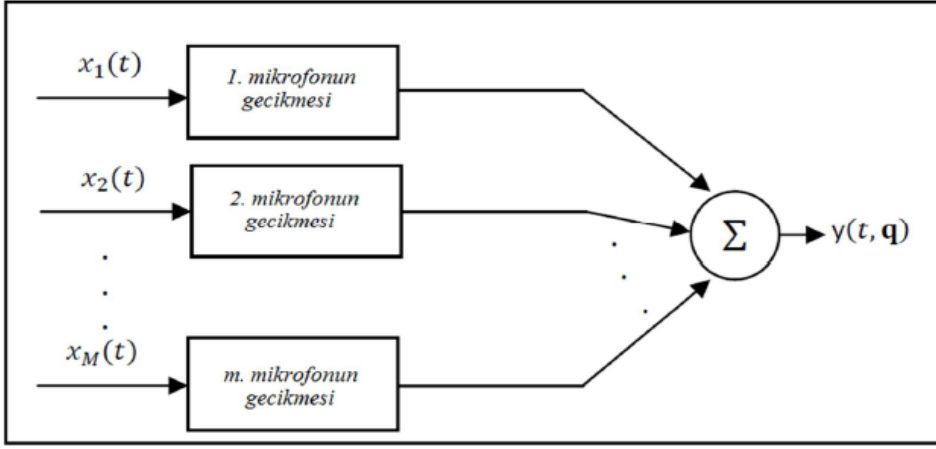 x₁(t)
1. mikrofonun
gecikmesi
x₂(t)
2. mikrofonun
gecikmesi
Σ
y(t, q)
x_M(t)
m. mikrofonun
gecikmesi